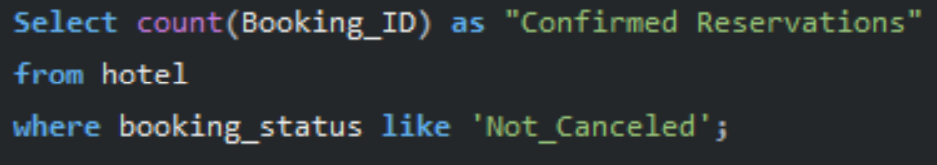 Select count(Booking_ID) as "Confirmed Reservations"
from hotel
where booking_status like 'Not_Canceled';